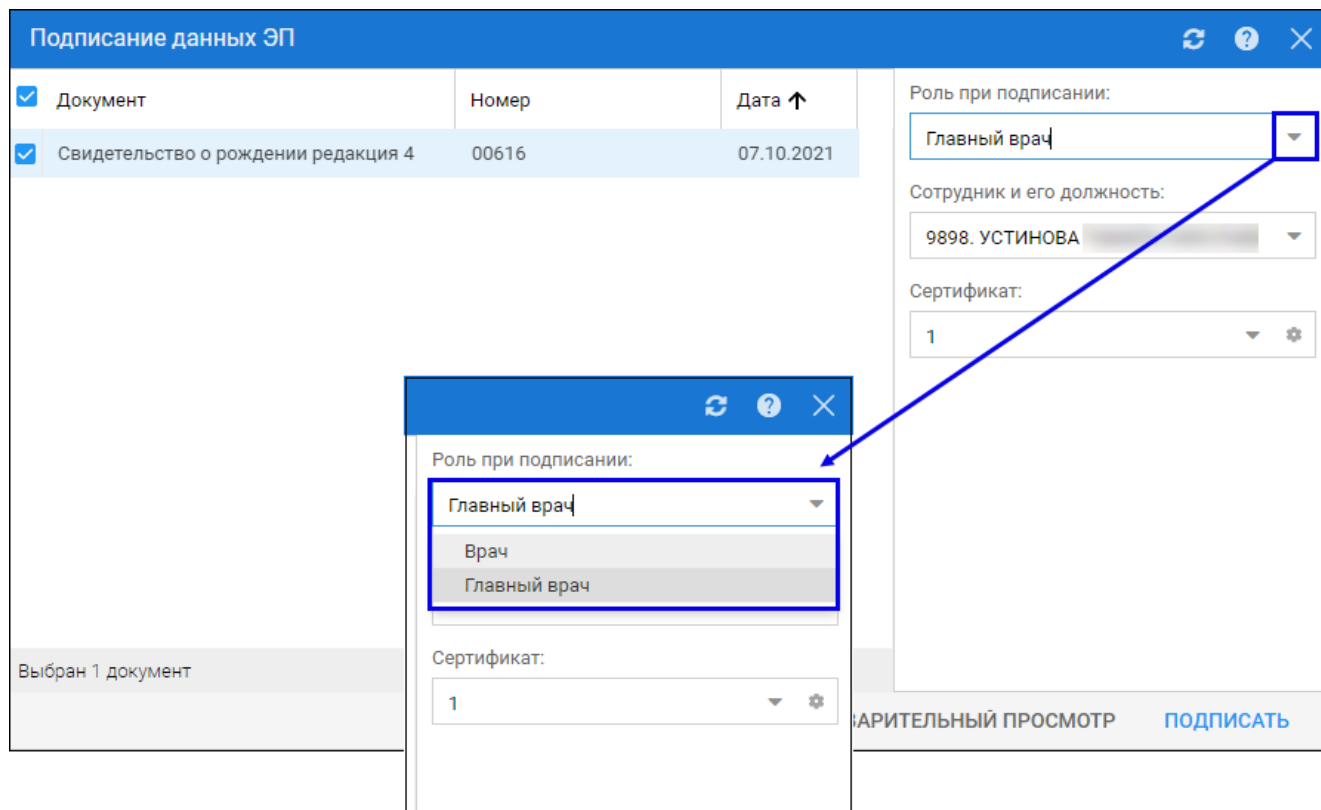 Подписание данных ЭП
Документ Номер Дата
Свидетельство о рождении редакция 4 00616 07.10.2021
Роль при подписании:
Главный врач
Сотрудник и его должность:
9898. УСТИНОВА
Сертификат:
1
Роль при подписании:
Главный врач
Врач
Главный врач
Сертификат:
1
Выбран 1 документ
ВАРИТЕЛЬНЫЙ ПРОСМОТР ПОДПИСАТЬ